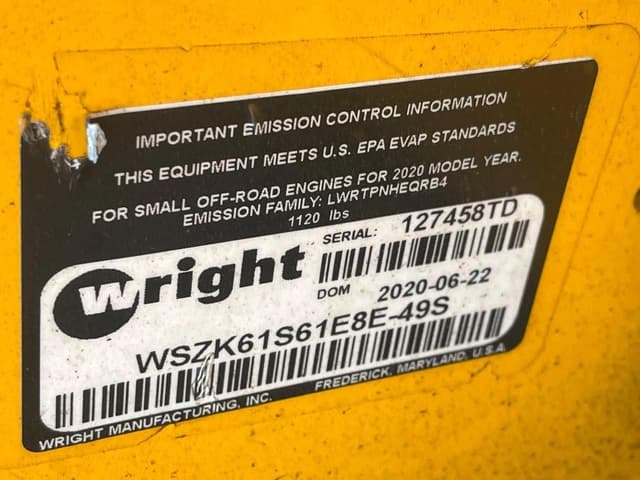 IMPORTANT EMISSION CONTROL INFORMATION
THIS EQUIPMENT MEETS U.S. EPA EVAP STANDARDS
FOR SMALL OFF-ROAD ENGINES FOR 2020 MODEL YEAR.
EMISSION FAMILY: LWRTPNHEQRB4
1120 lbs
SERIAL: 127458TD
wright
DOM 2020-06-22
WSZK61S61E8E-49S
WRIGHT MANUFACTURING, INC. FREDERICK, MARYLAND, U.S.A.